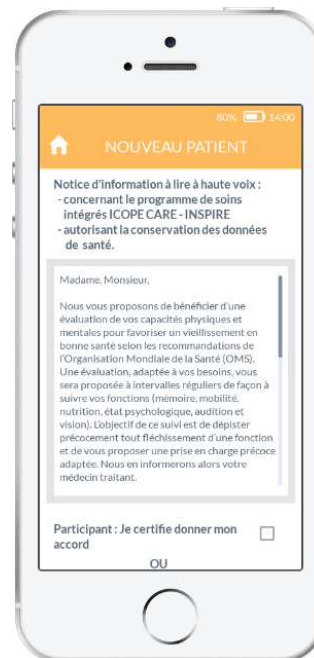 80% 14:00
NOUVEAU PATIENT
Notice d'information à lire à haute voix :
- concernant le programme de soins
intégrés ICOPE CARE - INSPIRE
- autorisant la conservation des données
de santé.
Madame, Monsieur,
Nous vous proposons de bénéficier d'une
évaluation de vos capacités physiques et
mentales pour favoriser un vieillissement en
bonne santé selon les recommandations de
l'Organisation Mondiale de la Santé (OMS).
Une évaluation, adaptée à vos besoins, vous
sera proposée à intervalles réguliers de façon à
suivre vos fonctions (mémoire, mobilité,
nutrition, état psychologique, audition et
vision). L'objectif de ce suivi est de dépister
précocement tout fléchissement d'une fonction
et de vous proposer une prise en charge précoce
adaptée. Nous en informerons alors votre
médecin traitant.
Participant : Je certifie donner mon
accord
OU